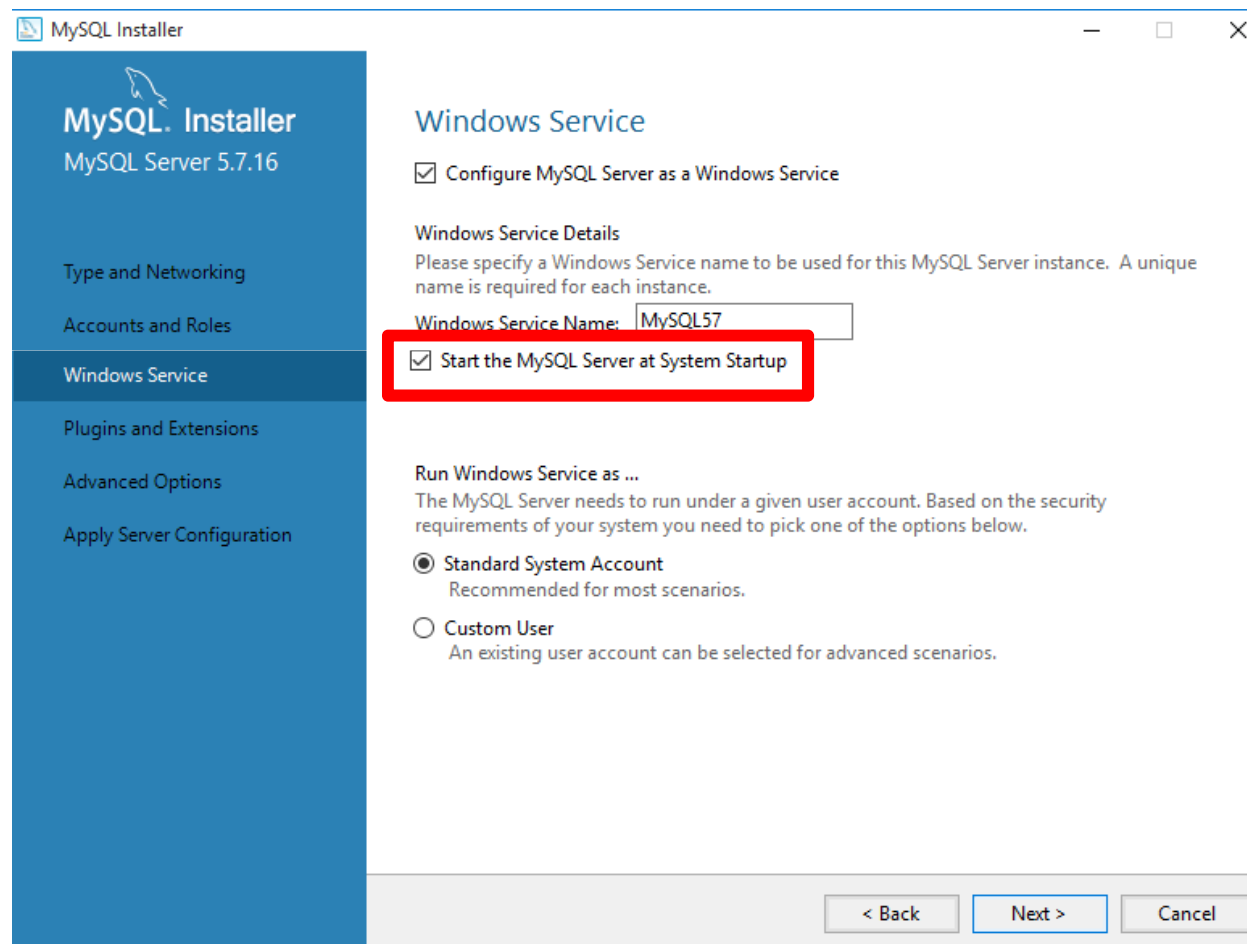 MySQL Installer
MySQL. Installer
MySQL Server 5.7.16
Type and Networking
Accounts and Roles
Windows Service
Plugins and Extensions
Advanced Options
Apply Server Configuration
Windows Service
Configure MySQL Server as a Windows Service
Windows Service Details
Please specify a Windows Service name to be used for this MySQL Server instance. A unique
name is required for each instance.
Windows Service Name: MySQL57
Start the MySQL Server at System Startup
Run Windows Service as ...
The MySQL Server needs to run under a given user account. Based on the security
requirements of your system you need to pick one of the options below.
Standard System Account
Recommended for most scenarios.
Custom User
An existing user account can be selected for advanced scenarios.
< Back Next > Cancel